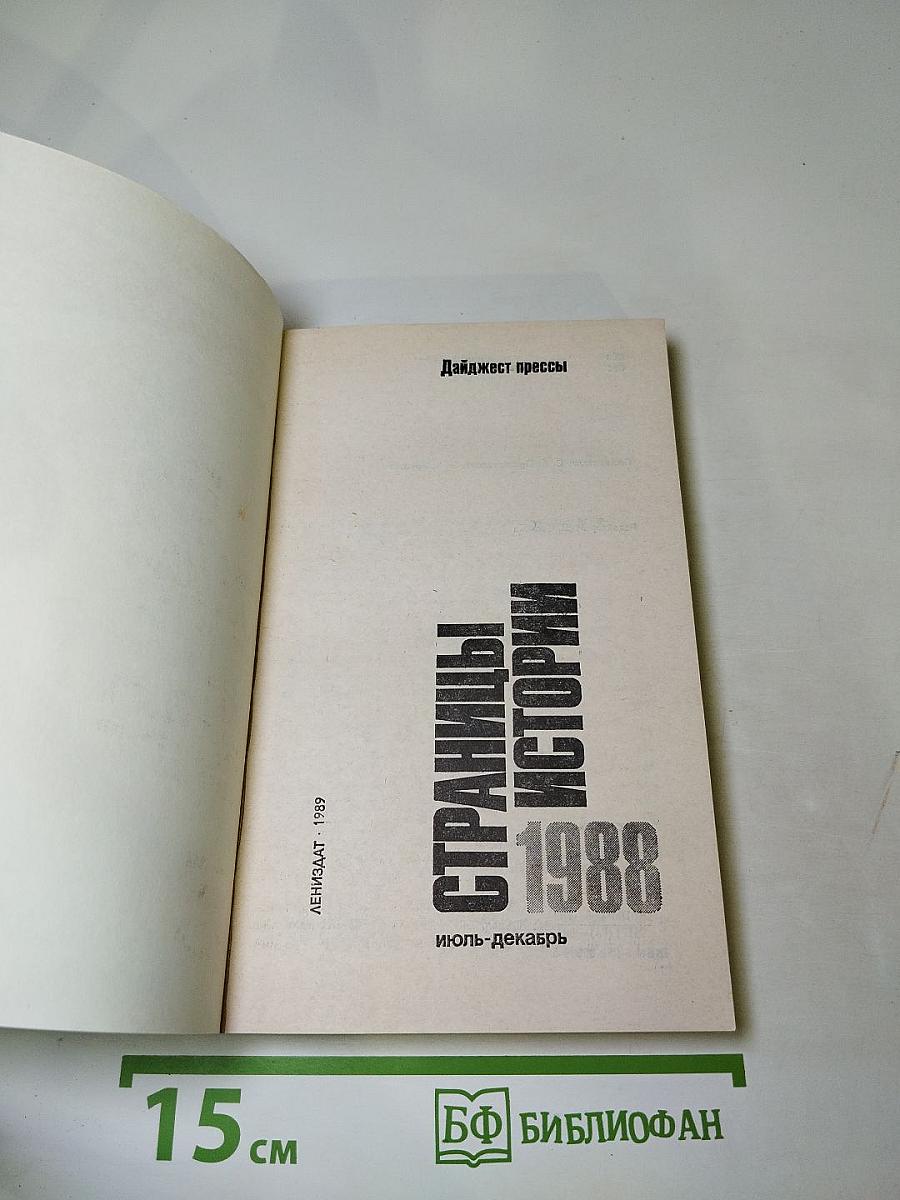 Дайджест прессы
СТРАНИЦЫ
ИСТОРИИ
1988
июль-декабрь
ЛЕНИЗДАТ · 1989
15 см
БФ БИБЛИОФАН